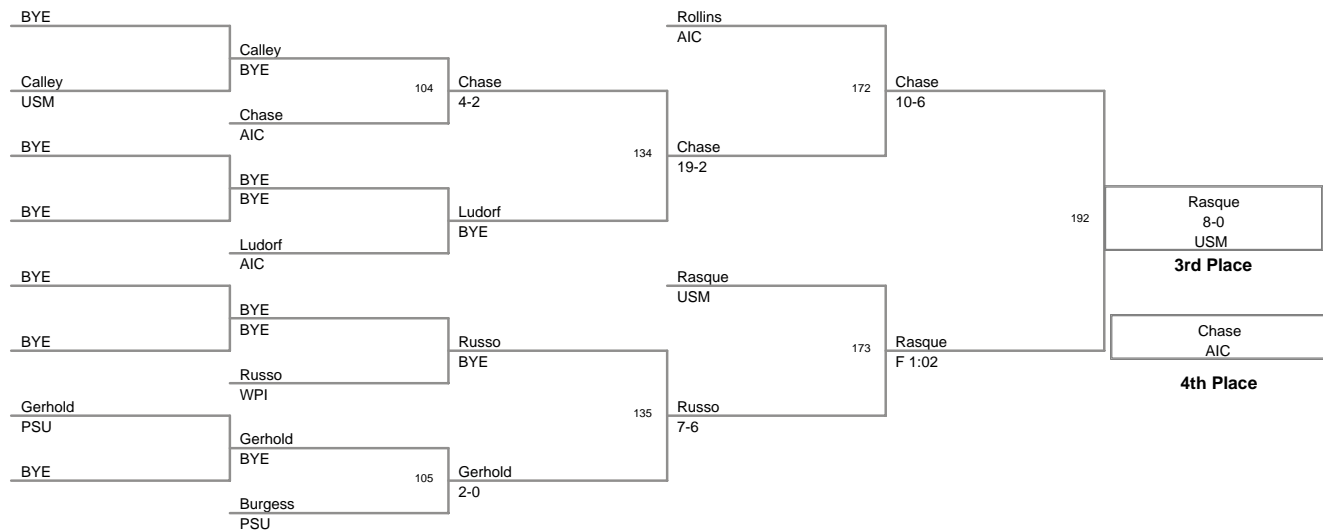 BYE
Calley
USM
BYE
BYE
BYE
BYE
Gerhold
PSU
BYE
Calley
BYE
104
Chase
AIC
BYE
BYE
Ludorf
AIC
BYE
BYE
Russo
WPI
Gerhold
BYE
105
Burgess
PSU
Chase
4-2
134
Ludorf
BYE
Russo
BYE
135
Gerhold
2-0
Rollins
AIC
172
Chase
19-2
Rasque
USM
173
Russo
7-6
Chase
10-6
192
Rasque
F 1:02
Rasque
8-0
USM
3rd Place
Chase
AIC
4th Place